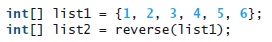 int[] list1 = {1, 2, 3, 4, 5, 6};
int[] list2 = reverse(list1);